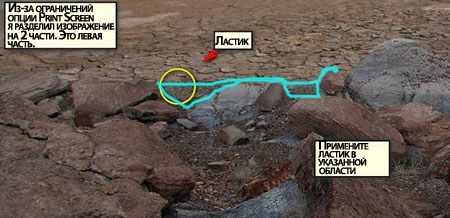 Из-за ограничений
опции Print Screen
я разделил изображение
на 2 части. Это левая
часть.
Ластик
Примените
ластик в
указанной
области